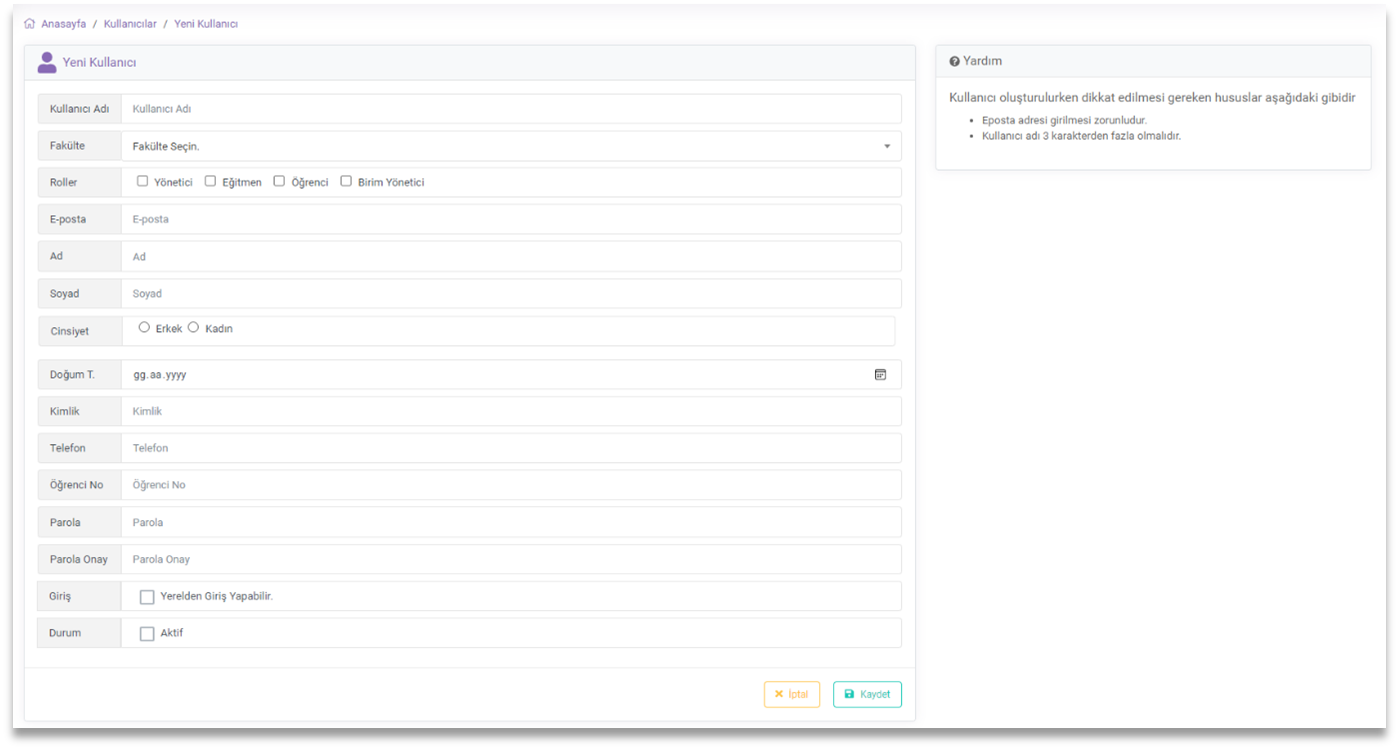 Anasayfa / Kullanıcılar / Yeni Kullanıcı
Yeni Kullanıcı
Kullanıcı Adı Kullanıcı Adı
Fakülte Fakülte Seçin.
Roller Yönetici Eğitmen Öğrenci Birim Yönetici
E-posta E-posta
Ad Ad
Soyad Soyad
Cinsiyet Erkek Kadın
Doğum T. gg.aa.yyyy
Kimlik Kimlik
Telefon Telefon
Öğrenci No Öğrenci No
Parola Parola
Parola Onay Parola Onay
Giriş Yerelden Giriş Yapabilir.
Durum Aktif
İptal Kaydet
Yardım
Kullanıcı oluşturulurken dikkat edilmesi gereken hususlar aşağıdaki gibidir
• Eposta adresi girilmesi zorunludur.
• Kullanıcı adı 3 karakterden fazla olmalıdır.